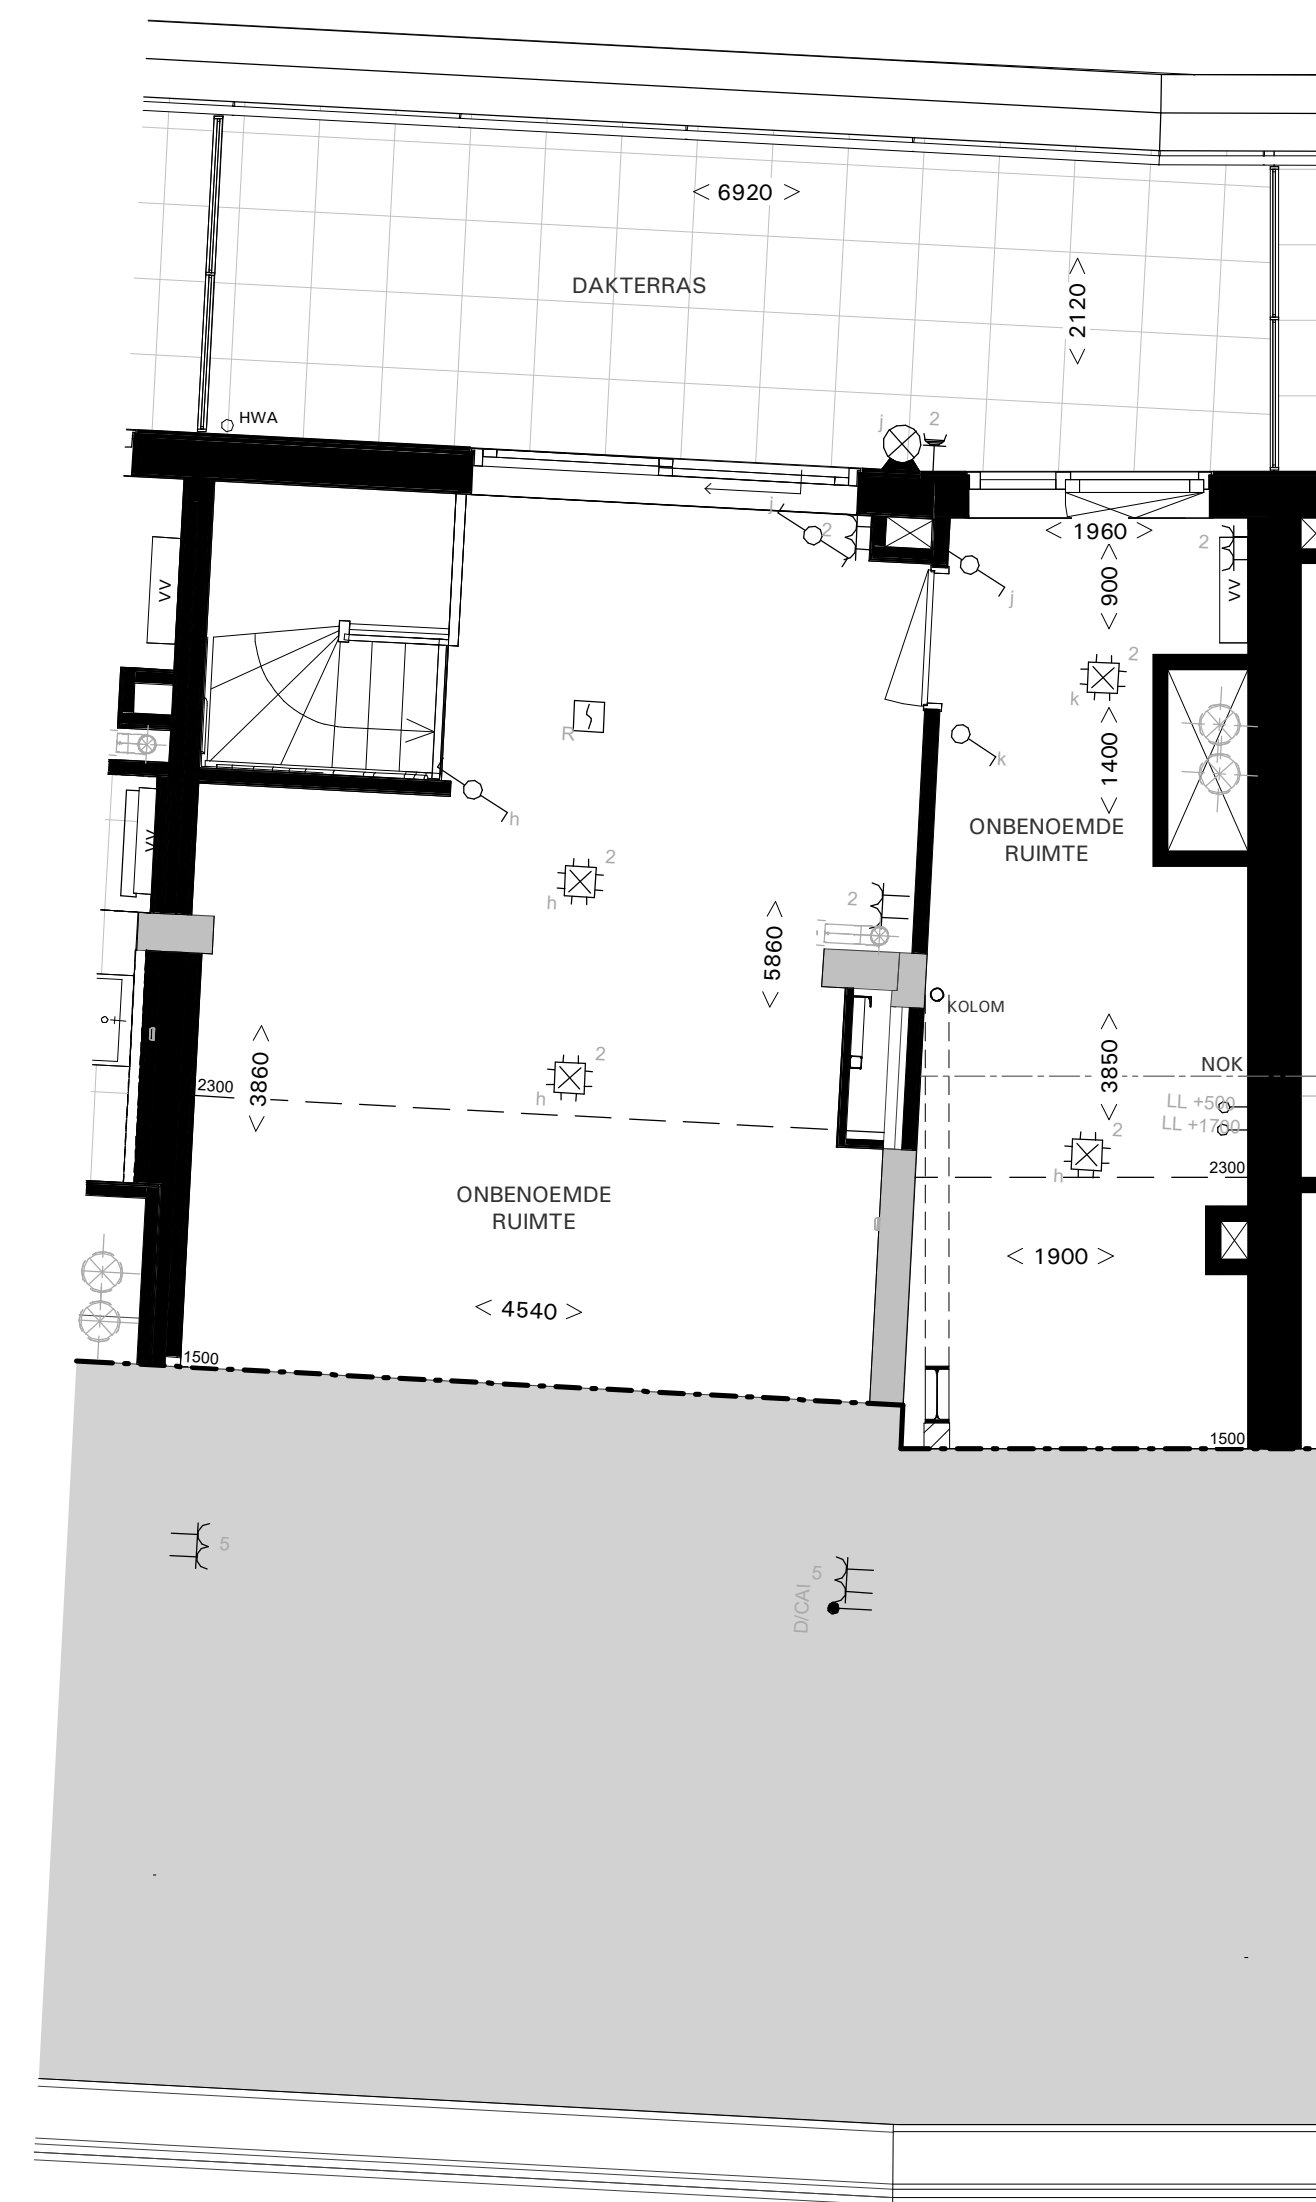 < 6920 >
DAKTERRAS
< 2120 >
HWA
j
2
j
2
< 1960 >
2
VV
< 900 >
j
VV
2
k
R
k
< 1400 >
h
ONBENOEMDE
RUIMTE
VV
2
h
2
< 5860 >
KOLOM
2
h
< 3860 >
2300
< 3850 >
NOK
LL +500
LL +1700
2
h
2300
ONBENOEMDE
RUIMTE
< 1900 >
< 4540 >
1500
1500
5
5
D/CAI